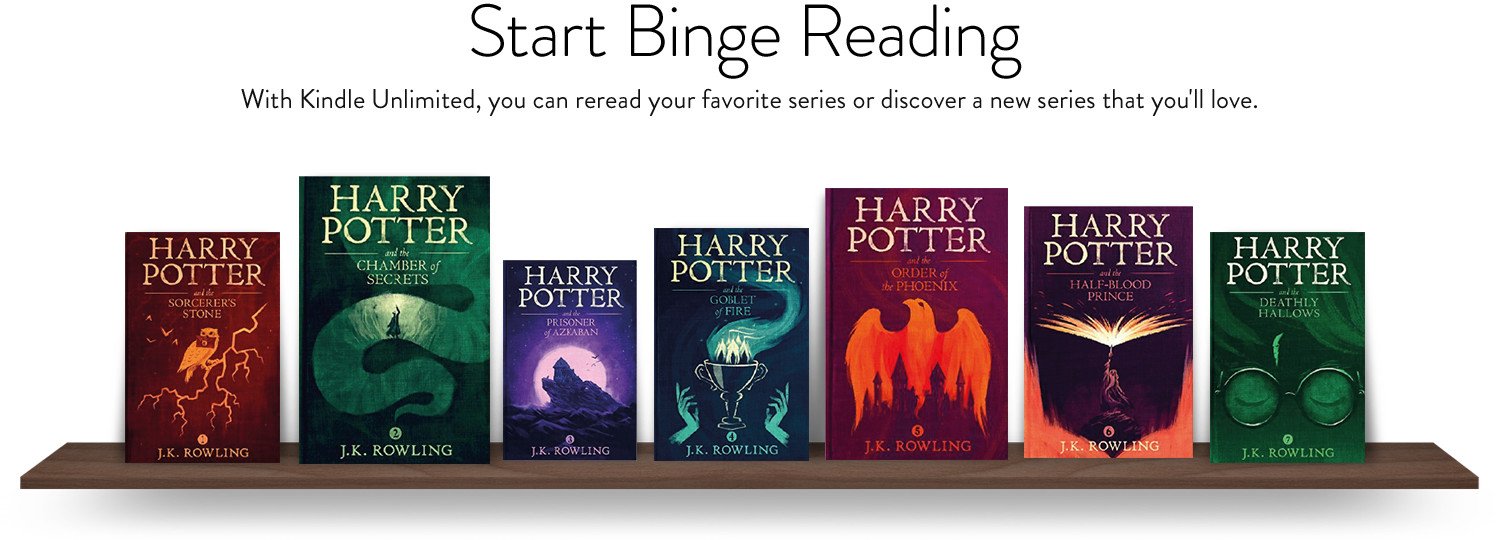 Start Binge Reading
With Kindle Unlimited, you can reread your favorite series or discover a new series that you'll love.
HARRY
POTTER
and the
SORCERER'S
STONE
1
J.K. ROWLING
HARRY
POTTER
and the
CHAMBER of
SECRETS
2
J.K. ROWLING
HARRY
POTTER
and the
PRISONER
of AZKABAN
3
J.K. ROWLING
HARRY
POTTER
and the
GOBLET
of FIRE
4
J.K. ROWLING
HARRY
POTTER
and the
ORDER of
the PHOENIX
5
J.K. ROWLING
HARRY
POTTER
and the
HALF-BLOOD
PRINCE
6
J.K. ROWLING
HARRY
POTTER
and the
DEATHLY
HALLOWS
7
J.K. ROWLING